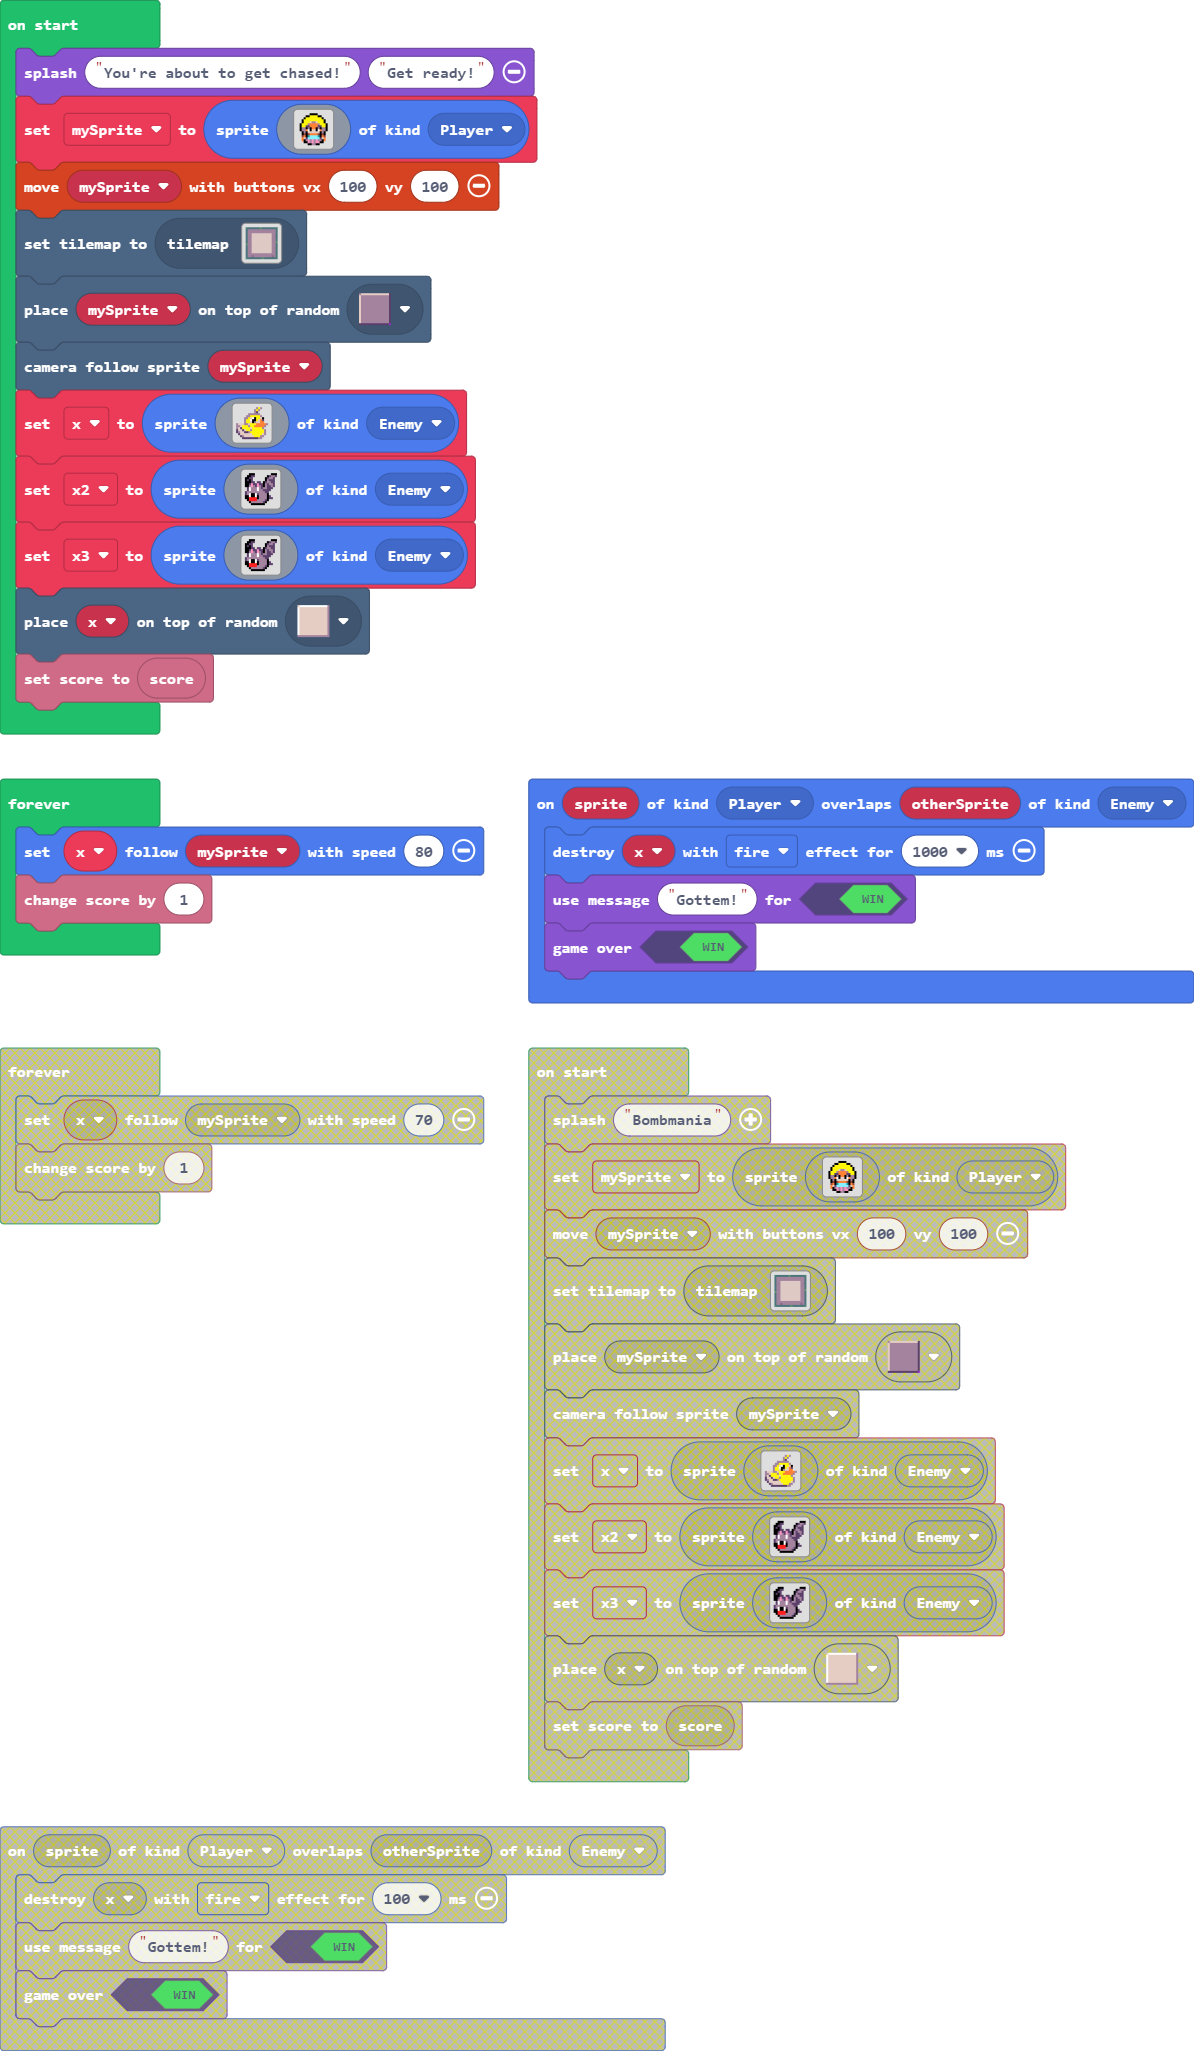 on start
splash "You're about to get chased!" "Get ready!"
set mySprite to sprite of kind Player
move mySprite with buttons vx 100 vy 100
set tilemap to tilemap
place mySprite on top of random
camera follow sprite mySprite
set x to sprite of kind Enemy
set x2 to sprite of kind Enemy
set x3 to sprite of kind Enemy
place x on top of random
set score to score
forever
set x follow mySprite with speed 80
change score by 1
on sprite of kind Player overlaps otherSprite of kind Enemy
destroy x with fire effect for 1000 ms
use message "Gottem!" for WIN
game over WIN
forever
set x follow mySprite with speed 70
change score by 1
on start
splash "Bombmania"
set mySprite to sprite of kind Player
move mySprite with buttons vx 100 vy 100
set tilemap to tilemap
place mySprite on top of random
camera follow sprite mySprite
set x to sprite of kind Enemy
set x2 to sprite of kind Enemy
set x3 to sprite of kind Enemy
place x on top of random
set score to score
on sprite of kind Player overlaps otherSprite of kind Enemy
destroy x with fire effect for 100 ms
use message "Gottem!" for WIN
game over WIN